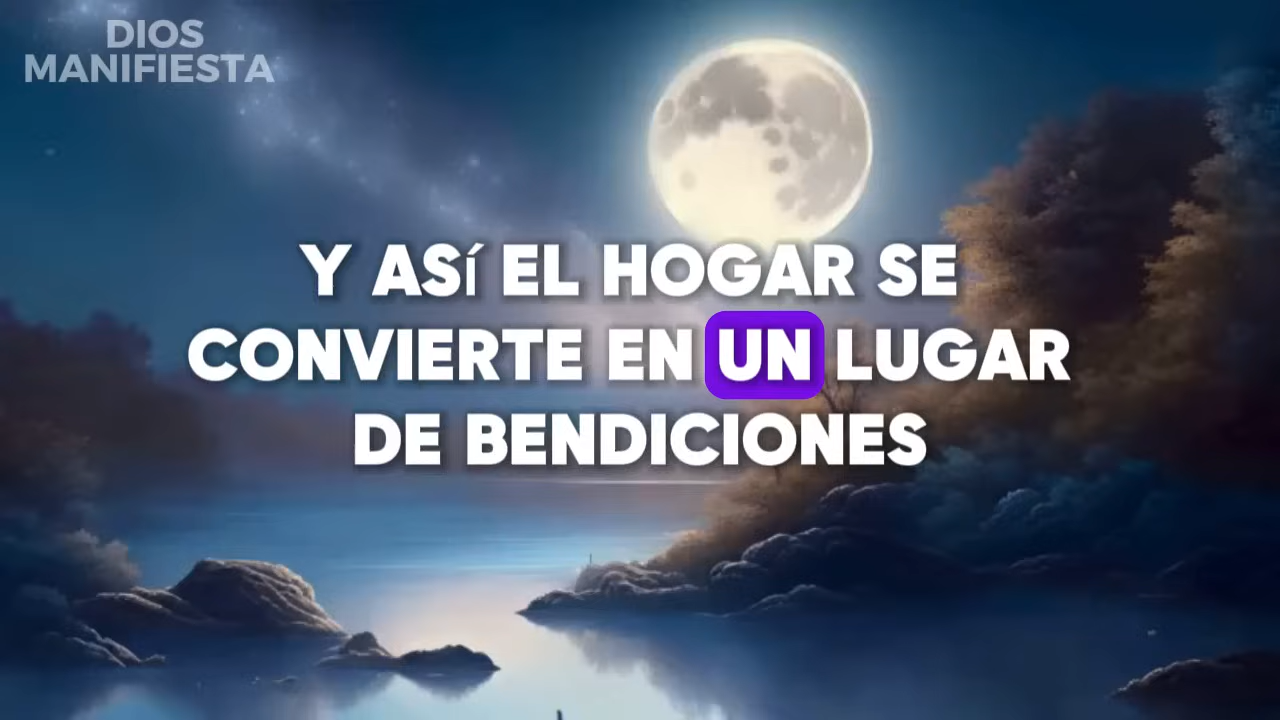 DIOS
MANIFIESTA
Y ASí EL HOGAR SE
CONVIERTE EN UN LUGAR
DE BENDICIONES